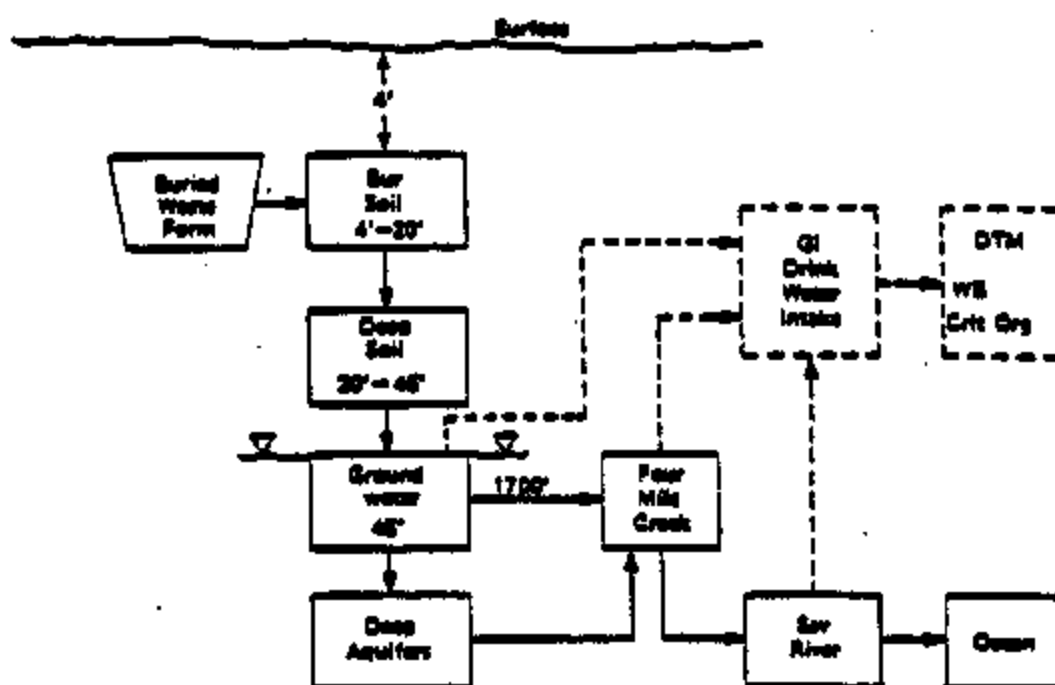 Surface
4'
Buried
Waste
Form
Bur
Soil
4'-20'
GI
Drink
Water
Intake
DTM
WB
Crit Org
Deep
Soil
20'-45'
Ground
water
45'
1700'
Four
Mile
Creek
Deep
Aquifers
Sav
River
Ocean